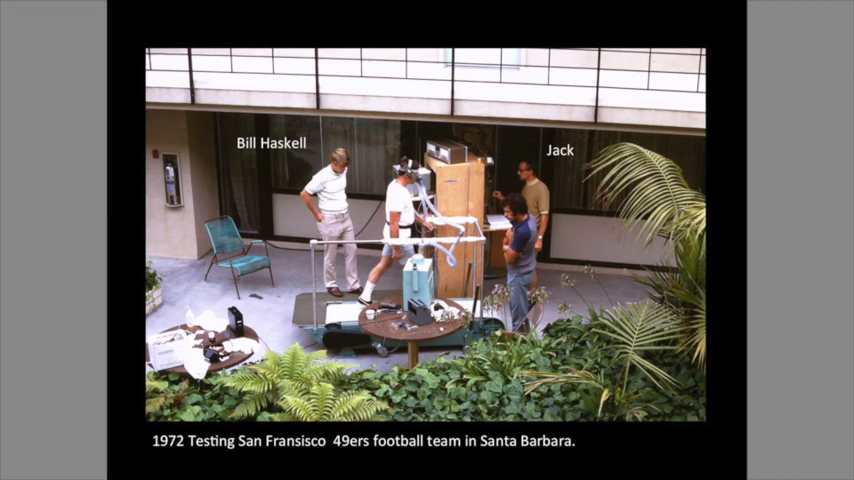 Bill Haskell
Jack
1972 Testing San Fransisco 49ers football team in Santa Barbara.